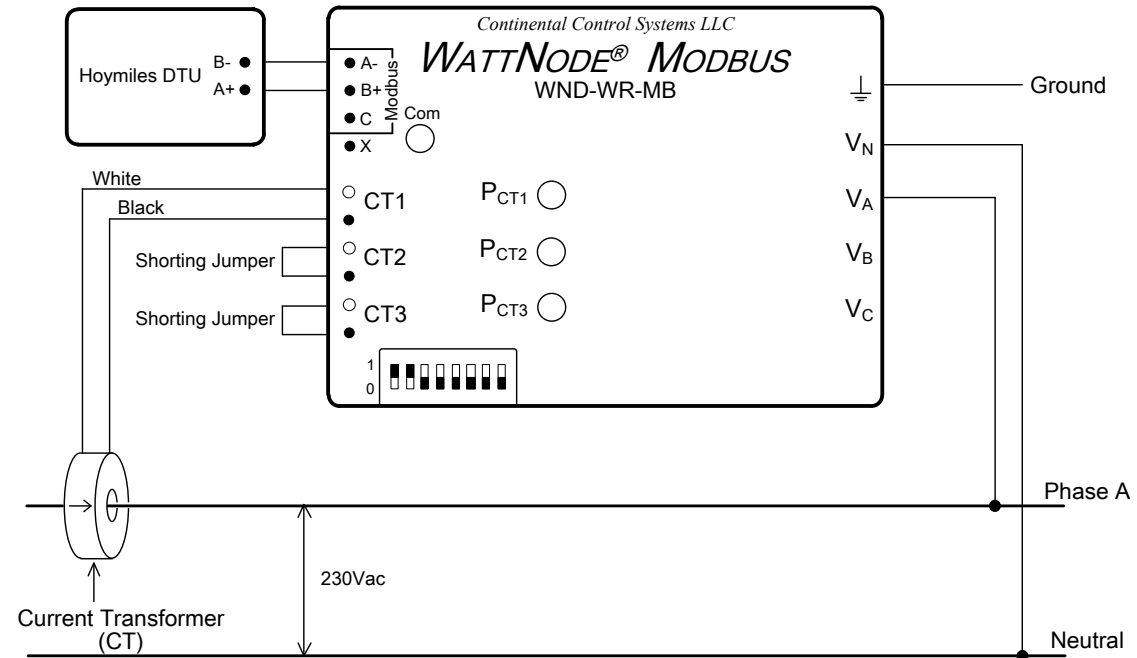 Continental Control Systems LLC
WATTNODE® MODBUS
WND-WR-MB
Hoymiles DTU
B-
A+
A-
B+
C
X
Modbus
Com
Ground
VN
VA
VB
VC
White
Black
CT1
CT2
CT3
PCT1
PCT2
PCT3
Shorting Jumper
Shorting Jumper
1
0
Phase A
230Vac
Current Transformer
(CT)
Neutral